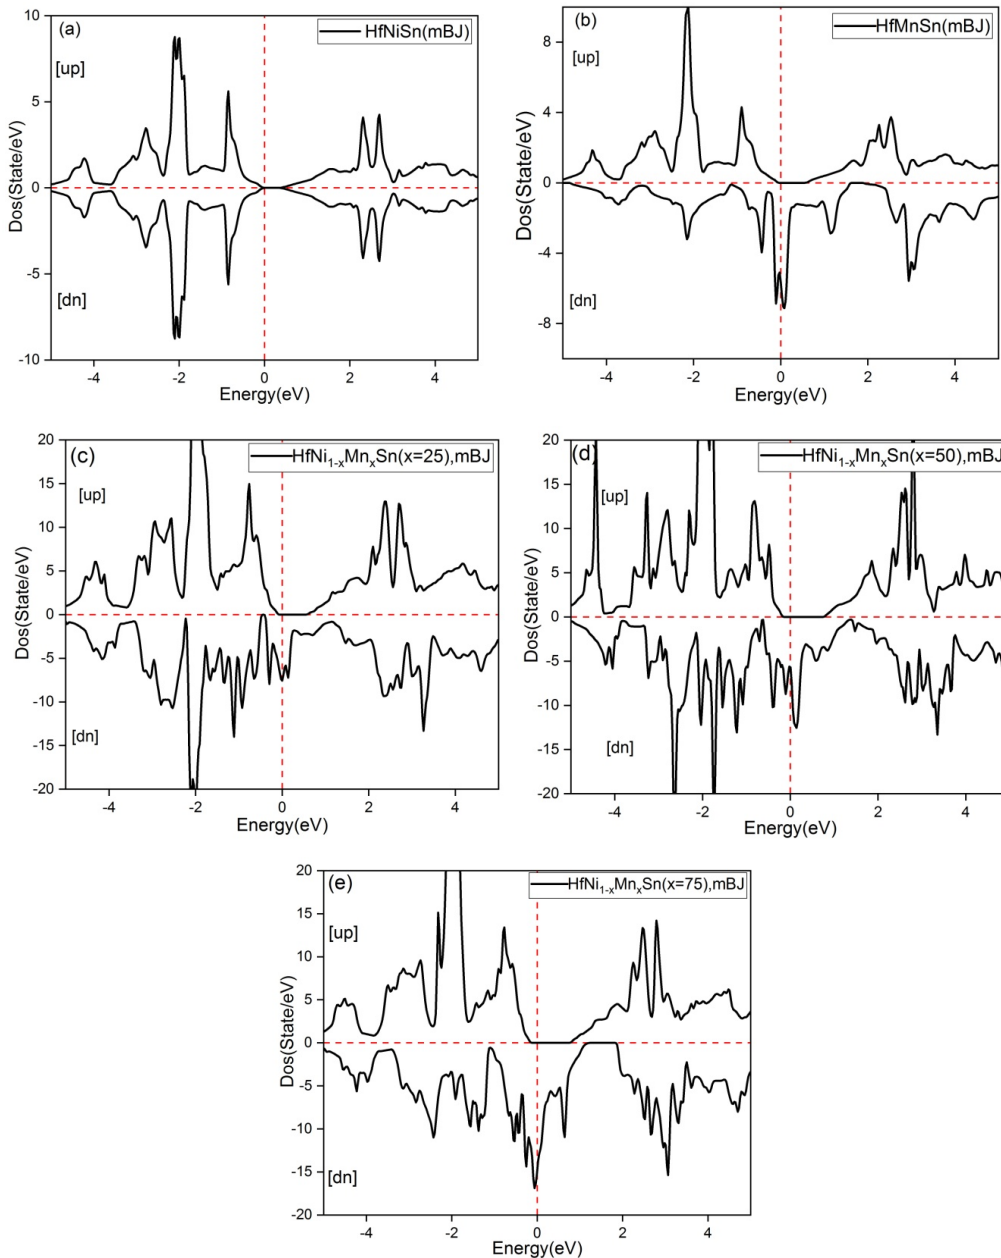 (a)
HfNiSn(mBJ)
[up]
[dn]
10
5
0
-5
-10
Dos(State/eV)
-4
-2
0
2
4
Energy(eV)
(b)
HfMnSn(mBJ)
[up]
[dn]
8
4
0
-4
-8
Dos(State/eV)
-4
-2
0
2
4
Energy(eV)
(c)
HfNi1-xMnxSn(x=25),mBJ
[up]
[dn]
20
15
10
5
0
-5
-10
-15
-20
Dos(State/eV)
-4
-2
0
2
4
Energy(eV)
(d)
HfNi1-xMnxSn(x=50),mBJ
[up]
[dn]
20
15
10
5
0
-5
-10
-15
-20
Dos(State/eV)
-4
-2
0
2
4
Energy(eV)
(e)
HfNi1-xMnxSn(x=75),mBJ
[up]
[dn]
20
15
10
5
0
-5
-10
-15
-20
Dos(State/eV)
-4
-2
0
2
4
Energy(eV)